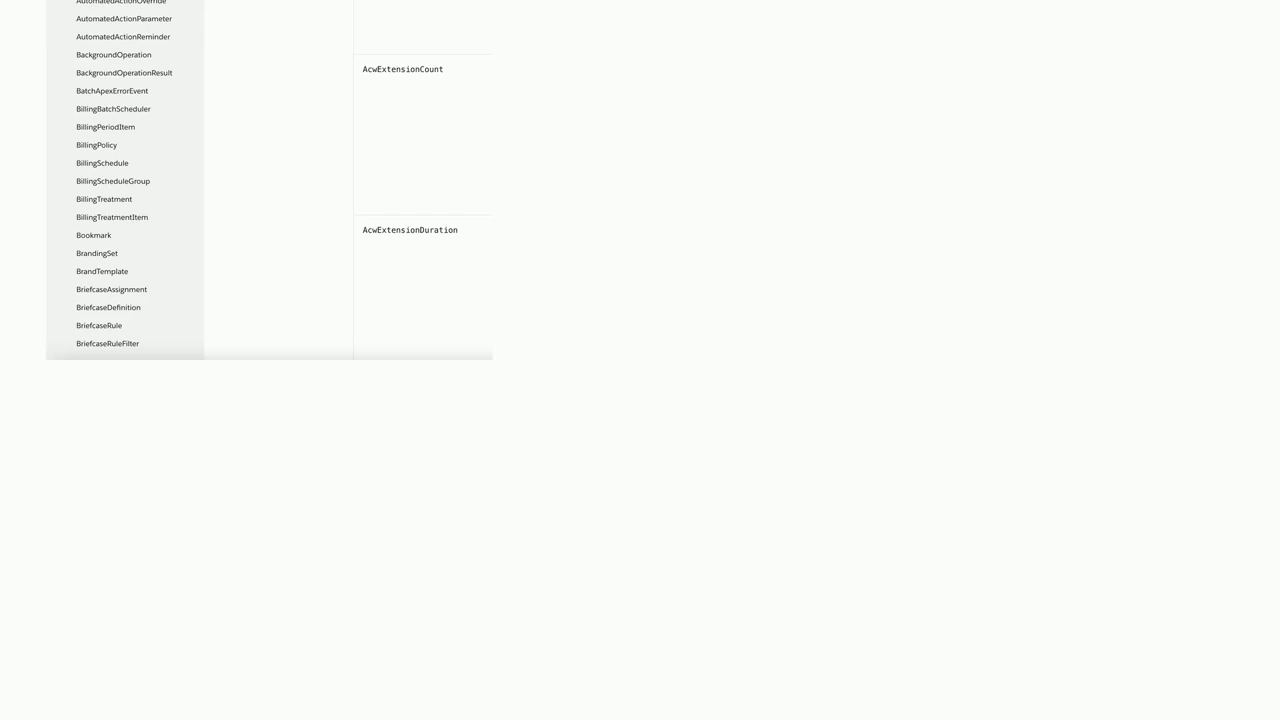 AutomatedActionOverride
AutomatedActionParameter
AutomatedActionReminder
BackgroundOperation
BackgroundOperationResult
BatchApexErrorEvent
BillingBatchScheduler
BillingPeriodItem
BillingPolicy
BillingSchedule
BillingScheduleGroup
BillingTreatment
BillingTreatmentItem
Bookmark
BrandingSet
BrandTemplate
BriefcaseAssignment
BriefcaseDefinition
BriefcaseRule
BriefcaseRuleFilter
AcwExtensionCount
AcwExtensionDuration